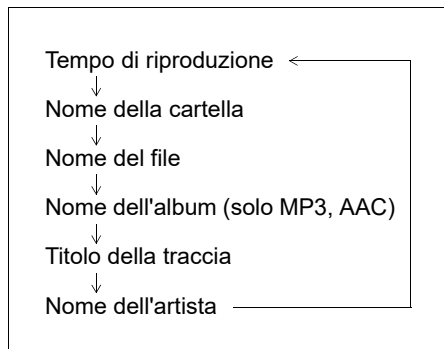 Tempo di riproduzione
Nome della cartella
Nome del file
Nome dell'album (solo MP3, AAC)
Titolo della traccia
Nome dell'artista